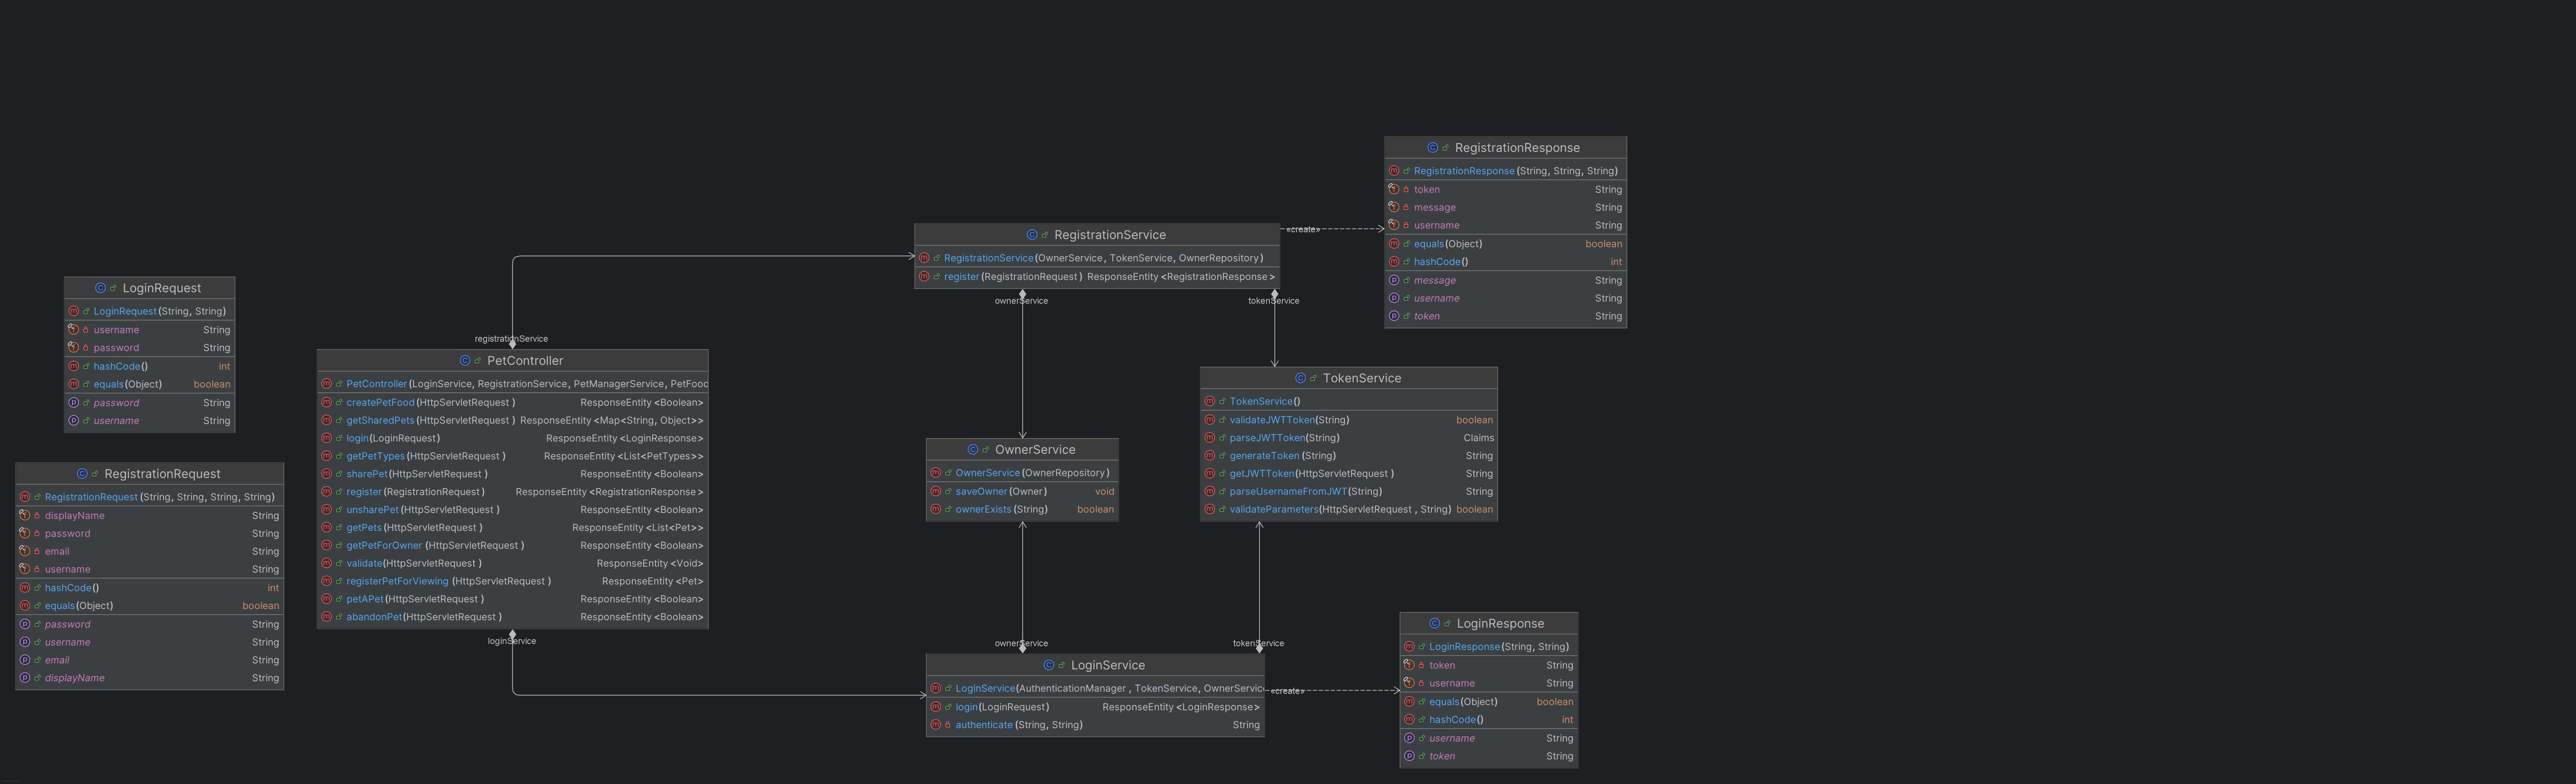 LoginRequest
LoginRequest(String, String)
username String
password String
hashCode() int
equals(Object) boolean
password String
username String
RegistrationRequest
RegistrationRequest(String, String, String, String)
displayName String
password String
email String
username String
hashCode() int
equals(Object) boolean
password String
username String
email String
displayName String
registrationService
PetController
PetController(LoginService, RegistrationService, PetManagerService, PetFood
createPetFood(HttpServletRequest) ResponseEntity<Boolean>
getSharedPets(HttpServletRequest) ResponseEntity<Map<String, Object>>
login(LoginRequest) ResponseEntity<LoginResponse>
getPetTypes(HttpServletRequest) ResponseEntity<List<PetTypes>>
sharePet(HttpServletRequest) ResponseEntity<Boolean>
register(RegistrationRequest) ResponseEntity<RegistrationResponse>
unsharePet(HttpServletRequest) ResponseEntity<Boolean>
getPets(HttpServletRequest) ResponseEntity<List<Pet>>
getPetForOwner(HttpServletRequest) ResponseEntity<Boolean>
validate(HttpServletRequest) ResponseEntity<Void>
registerPetForViewing(HttpServletRequest) ResponseEntity<Pet>
petAPet(HttpServletRequest) ResponseEntity<Boolean>
abandonPet(HttpServletRequest) ResponseEntity<Boolean>
loginService
RegistrationService
RegistrationService(OwnerService, TokenService, OwnerRepository)
register(RegistrationRequest) ResponseEntity<RegistrationResponse>
«create»
ownerService
tokenService
OwnerService
OwnerService(OwnerRepository)
saveOwner(Owner) void
ownerExists(String) boolean
TokenService
TokenService()
validateJWTToken(String) boolean
parseJWTToken(String) Claims
generateToken(String) String
getJWTToken(HttpServletRequest) String
parseUsernameFromJWT(String) String
validateParameters(HttpServletRequest, String) boolean
ownerService
tokenService
LoginService
LoginService(AuthenticationManager, TokenService, OwnerService
login(LoginRequest) ResponseEntity<LoginResponse>
authenticate(String, String) String
«create»
RegistrationResponse
RegistrationResponse(String, String, String)
token String
message String
username String
equals(Object) boolean
hashCode() int
message String
username String
token String
LoginResponse
LoginResponse(String, String)
token String
username String
equals(Object) boolean
hashCode() int
username String
token String